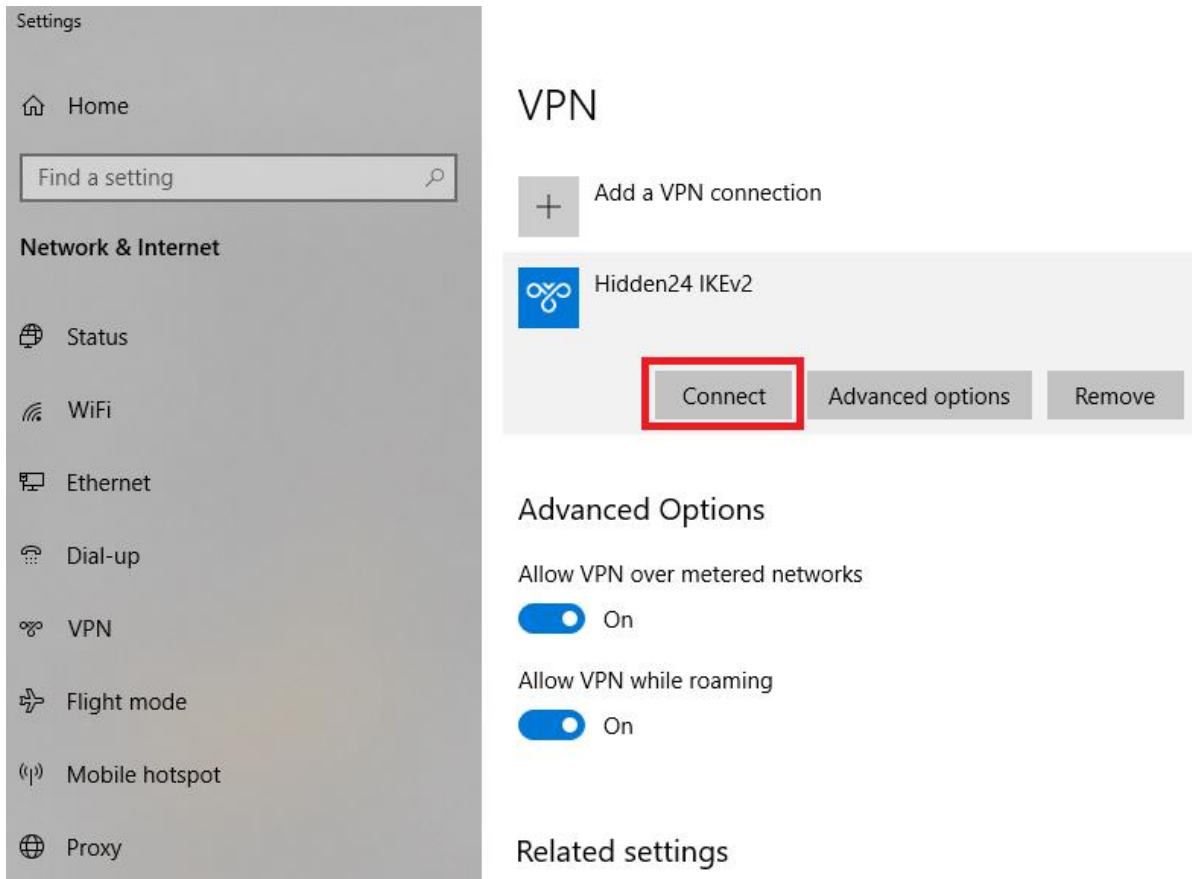 Settings
Home
Find a setting
Network & Internet
Status
WiFi
Ethernet
Dial-up
VPN
Flight mode
Mobile hotspot
Proxy
VPN
Add a VPN connection
Hidden24 IKEv2
Connect
Advanced options
Remove
Advanced Options
Allow VPN over metered networks
On
Allow VPN while roaming
On
Related settings